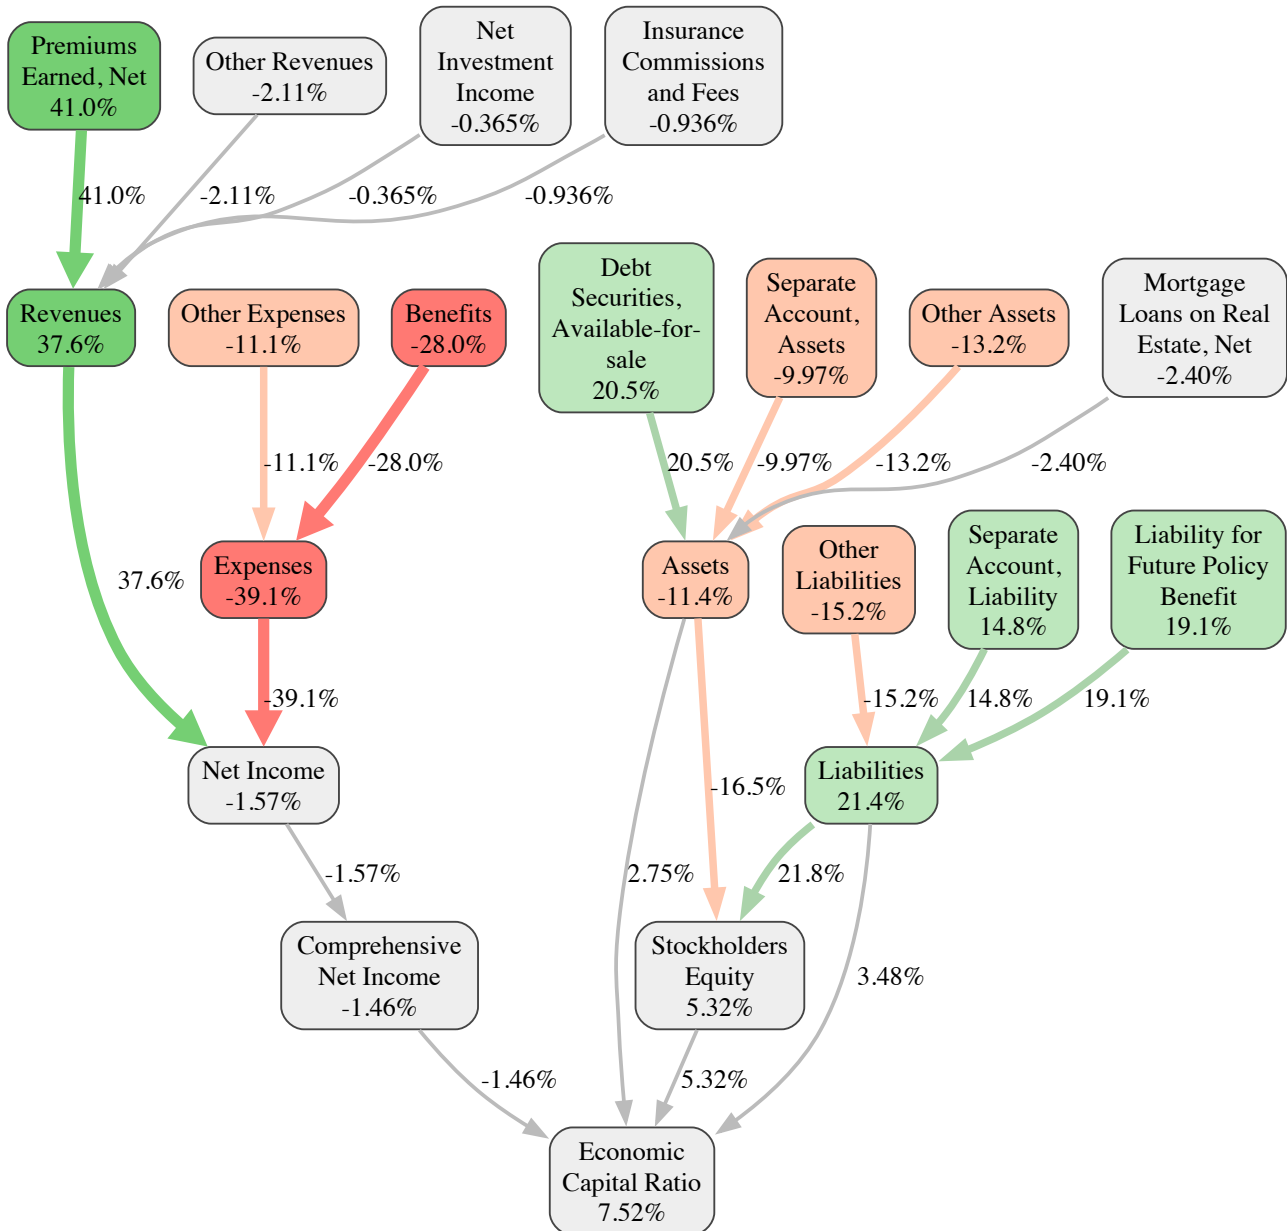 Premiums
Earned, Net
41.0%
Other Revenues
-2.11%
Net
Investment
Income
-0.365%
Insurance
Commissions
and Fees
-0.936%
41.0%
-2.11%
-0.365%
-0.936%
Revenues
37.6%
Other Expenses
-11.1%
Benefits
-28.0%
Debt
Securities,
Available-for-
sale
20.5%
Separate
Account,
Assets
-9.97%
Other Assets
-13.2%
Mortgage
Loans on Real
Estate, Net
-2.40%
-11.1%
-28.0%
20.5%
-9.97%
-13.2%
-2.40%
37.6%
Expenses
-39.1%
Assets
-11.4%
Other
Liabilities
-15.2%
Separate
Account,
Liability
14.8%
Liability for
Future Policy
Benefit
19.1%
-39.1%
-15.2%
14.8%
19.1%
Net Income
-1.57%
-16.5%
Liabilities
21.4%
-1.57%
2.75%
21.8%
Comprehensive
Net Income
-1.46%
Stockholders
Equity
5.32%
3.48%
-1.46%
5.32%
Economic
Capital Ratio
7.52%